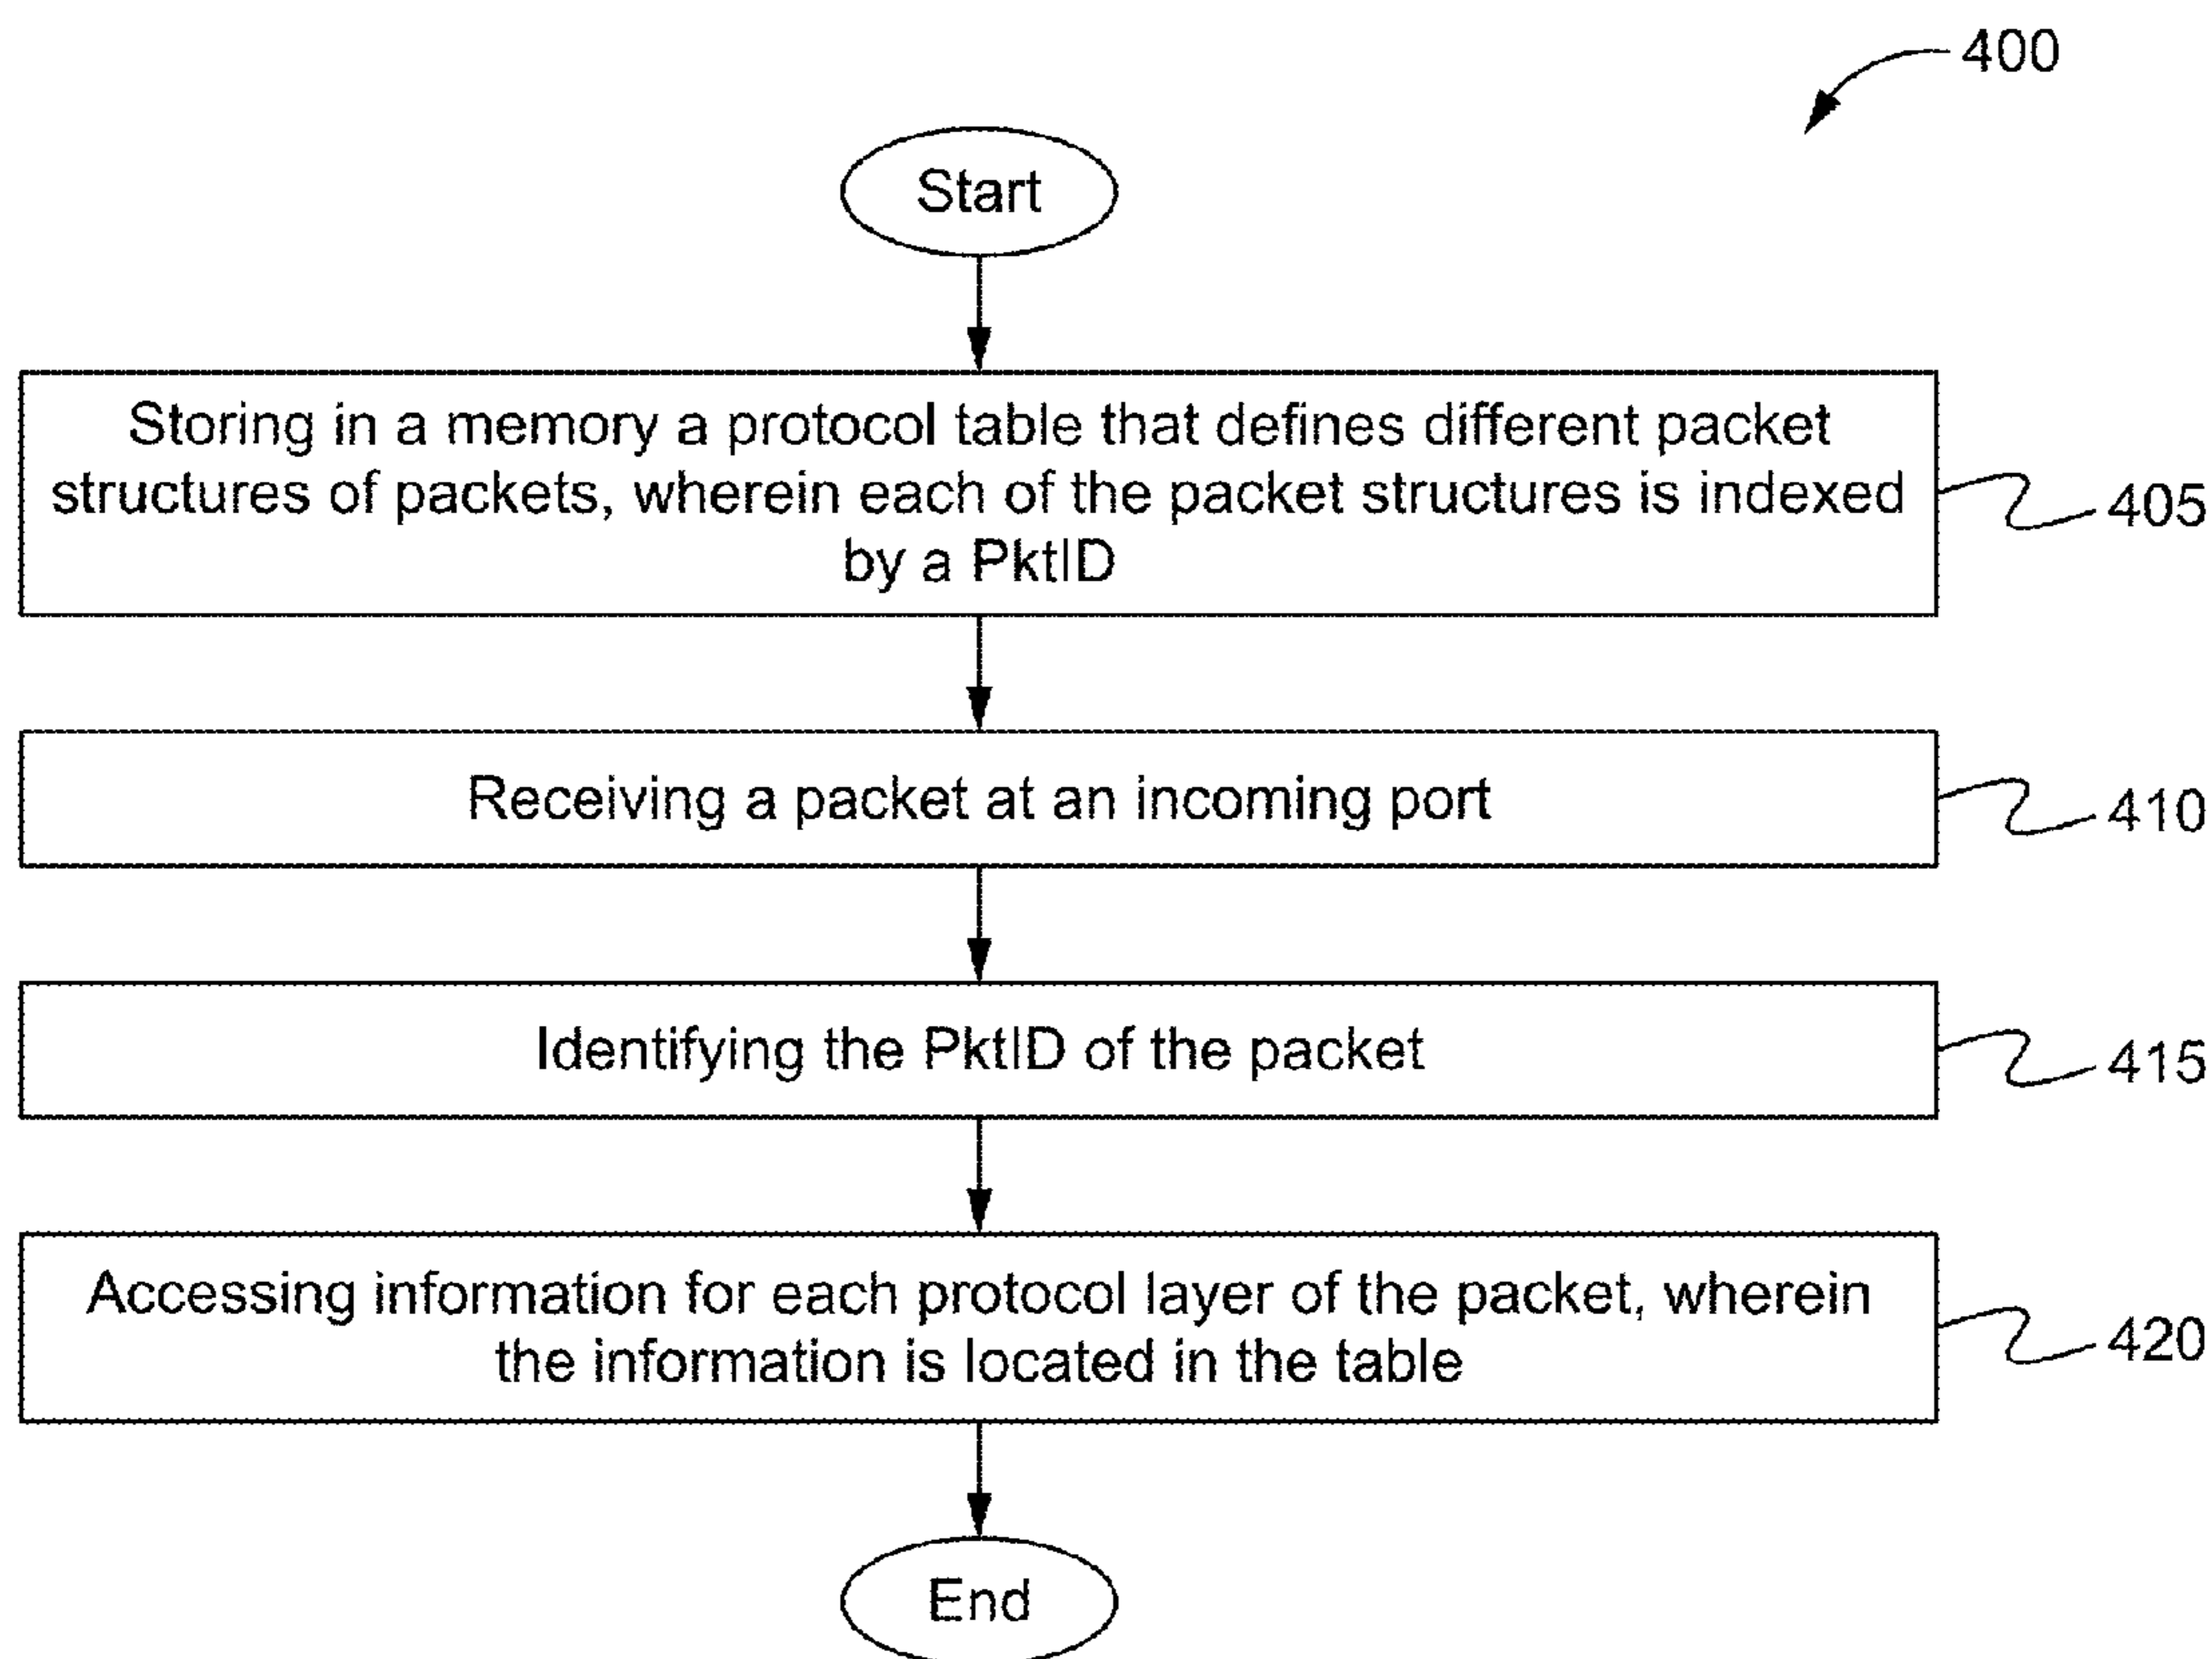 400
Start
Storing in a memory a protocol table that defines different packet
structures of packets, wherein each of the packet structures is indexed
by a PktID
405
Receiving a packet at an incoming port
410
Identifying the PktID of the packet
415
Accessing information for each protocol layer of the packet, wherein
the information is located in the table
420
End